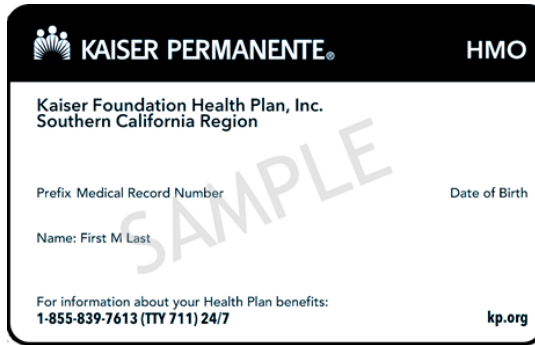 KAISER PERMANENTE® HMO
Kaiser Foundation Health Plan, Inc.
Southern California Region
SAMPLE
Prefix Medical Record Number Date of Birth
Name: First M Last
For information about your Health Plan benefits:
1-855-839-7613 (TTY 711) 24/7 kp.org